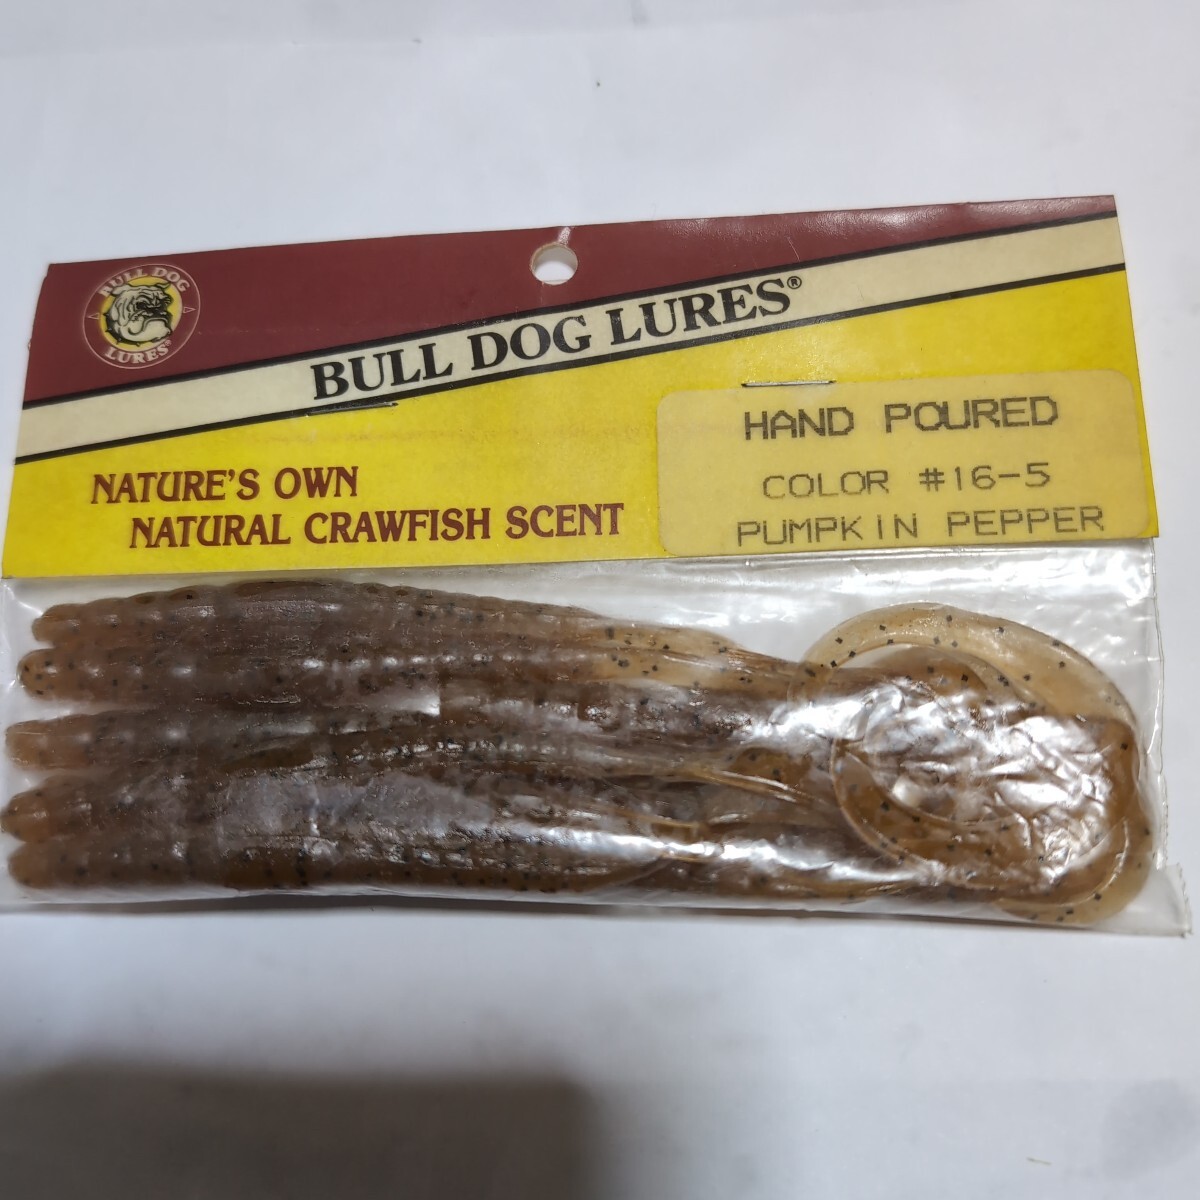 BULL DOG
LURES®
BULL DOG LURES®
NATURE'S OWN
NATURAL CRAWFISH SCENT
HAND POURED
COLOR #16-5
PUMPKIN PEPPER